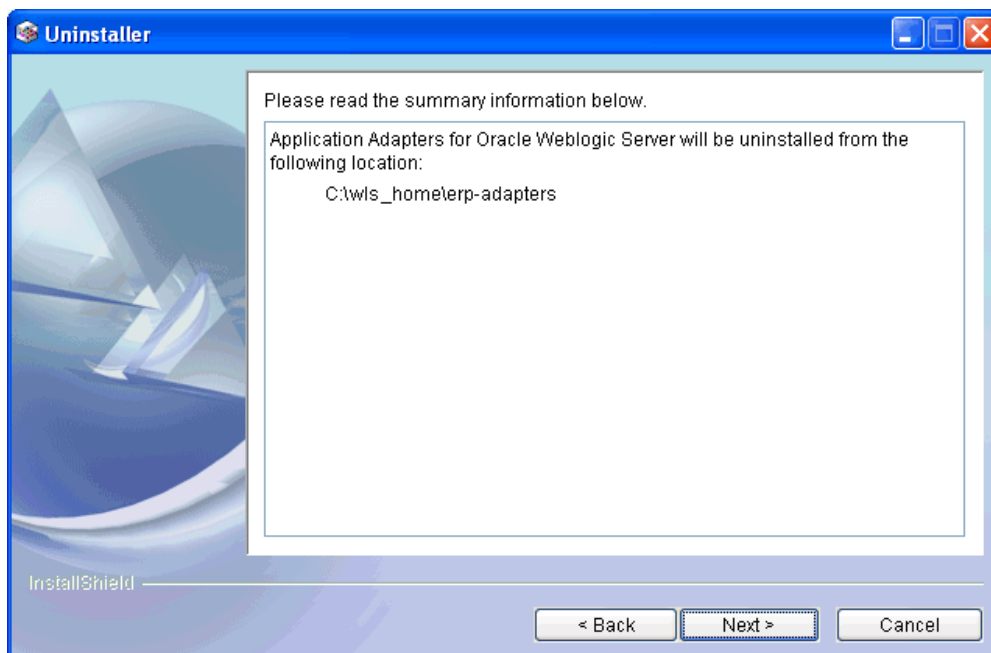 Uninstaller
Please read the summary information below.
Application Adapters for Oracle Weblogic Server will be uninstalled from the
following location:
C:\wls_home\erp-adapters
InstallShield
< Back
Next >
Cancel